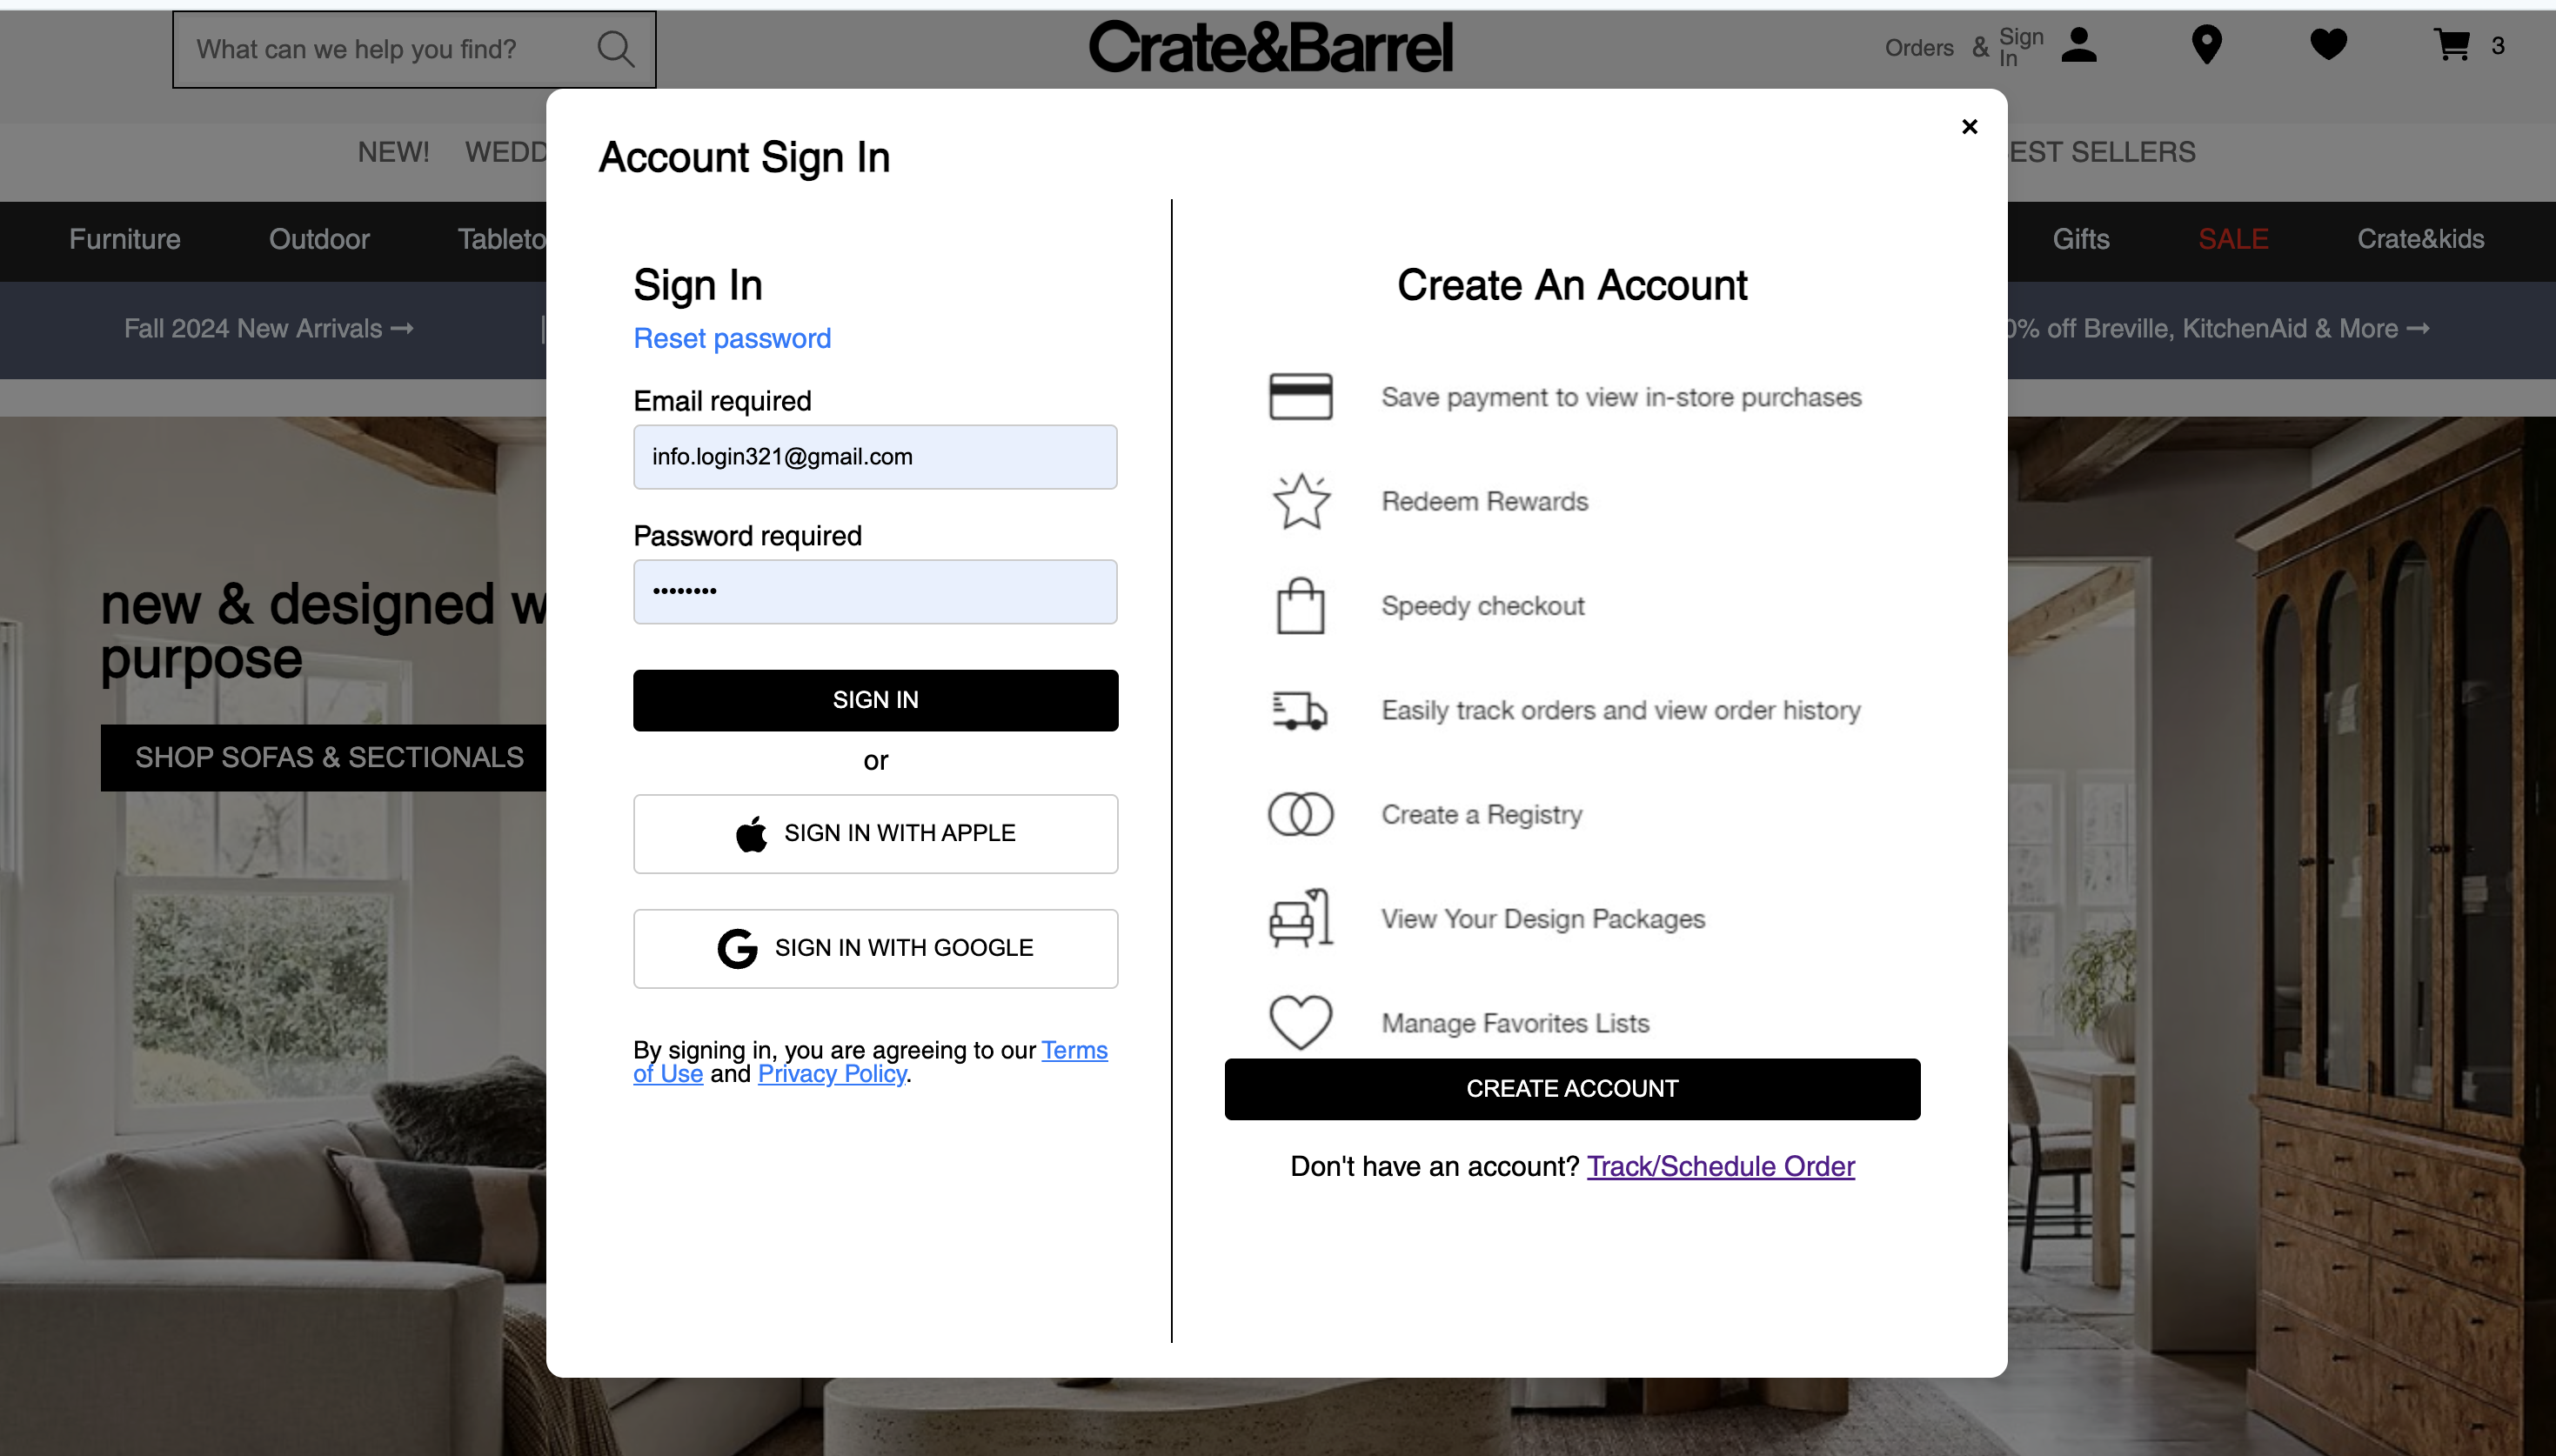 What can we help you find?
Crate&Barrel
Orders & Sign In
3
NEW! WEDD
EST SELLERS
Furniture Outdoor Tableto
Gifts SALE Crate&kids
Fall 2024 New Arrivals →
|
0% off Breville, KitchenAid & More →
new & designed w
purpose
SHOP SOFAS & SECTIONALS
×
Account Sign In
Sign In
Reset password
Email required
info.login321@gmail.com
Password required
••••••••
SIGN IN
or
SIGN IN WITH APPLE
SIGN IN WITH GOOGLE
By signing in, you are agreeing to our Terms
of Use and Privacy Policy.
Create An Account
Save payment to view in-store purchases
Redeem Rewards
Speedy checkout
Easily track orders and view order history
Create a Registry
View Your Design Packages
Manage Favorites Lists
CREATE ACCOUNT
Don't have an account? Track/Schedule Order